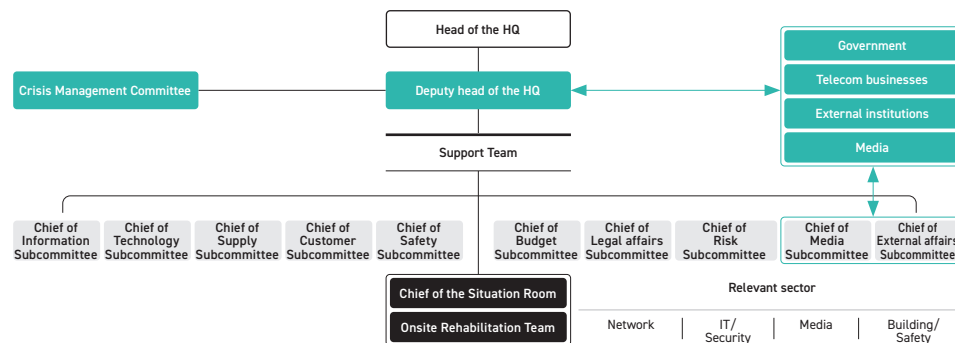 Head of the HQ
Government
Telecom businesses
External institutions
Media
Crisis Management Committee
Deputy head of the HQ
Support Team
Chief of
Information
Subcommittee
Chief of
Technology
Subcommittee
Chief of
Supply
Subcommittee
Chief of
Customer
Subcommittee
Chief of
Safety
Subcommittee
Chief of
Budget
Subcommittee
Chief of
Legal affairs
Subcommittee
Chief of
Risk
Subcommittee
Chief of
Media
Subcommittee
Chief of
External affairs
Subcommittee
Chief of the Situation Room
Onsite Rehabilitation Team
Relevant sector
Network
IT/
Security
Media
Building/
Safety